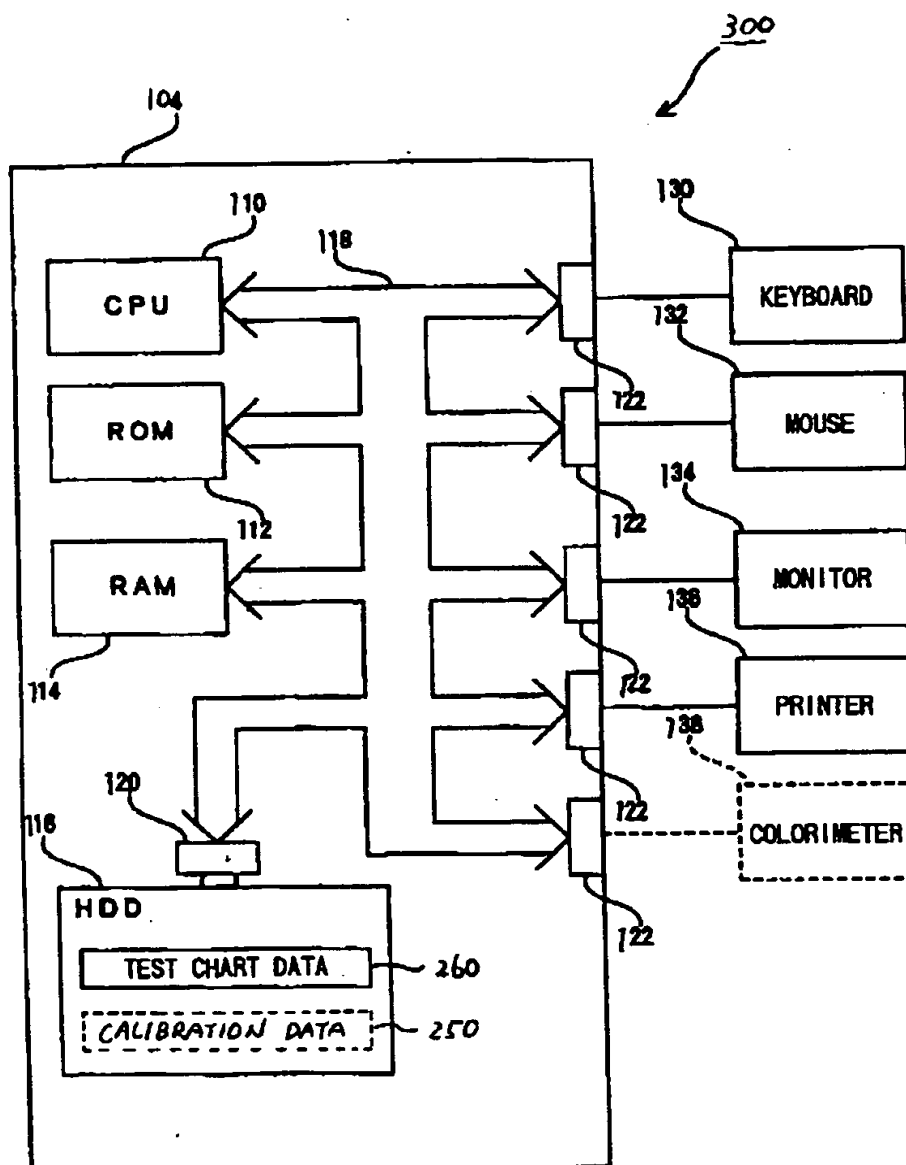 300
104
110
118
130
CPU
KEYBOARD
132
122
ROM
MOUSE
112
122
134
RAM
MONITOR
136
114
122
PRINTER
138
120
122
116
COLORIMETER
HDD
122
TEST CHART DATA
260
CALIBRATION DATA
250